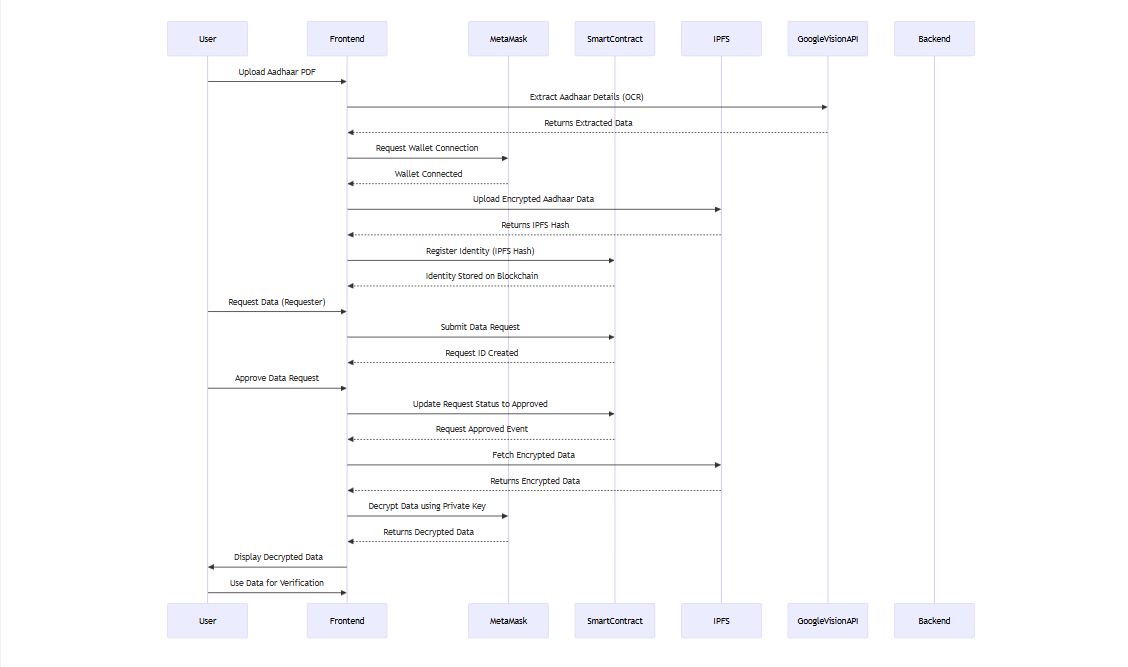 User Frontend MetaMask SmartContract IPFS GoogleVisionAPI Backend
Upload Aadhaar PDF
Extract Aadhaar Details (OCR)
Returns Extracted Data
Request Wallet Connection
Wallet Connected
Upload Encrypted Aadhaar Data
Returns IPFS Hash
Register Identity (IPFS Hash)
Identity Stored on Blockchain
Request Data (Requester)
Submit Data Request
Request ID Created
Approve Data Request
Update Request Status to Approved
Request Approved Event
Fetch Encrypted Data
Returns Encrypted Data
Decrypt Data using Private Key
Returns Decrypted Data
Display Decrypted Data
Use Data for Verification
User Frontend MetaMask SmartContract IPFS GoogleVisionAPI Backend